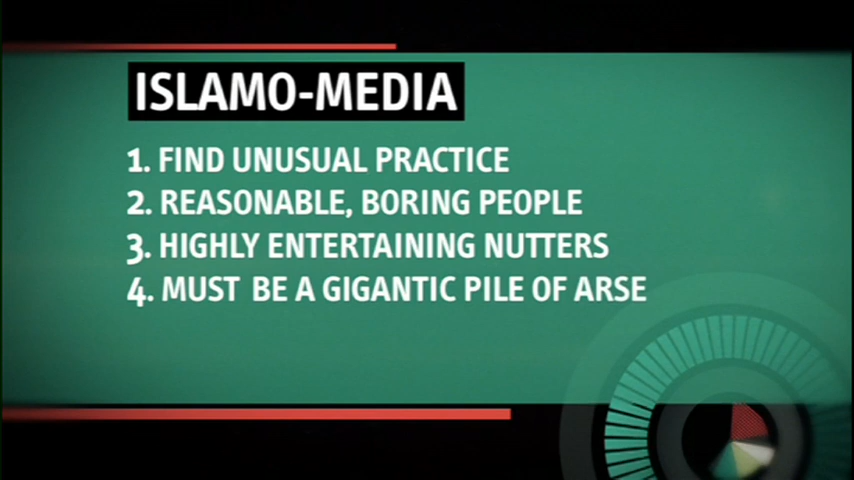 ISLAMO-MEDIA
1. FIND UNUSUAL PRACTICE
2. REASONABLE, BORING PEOPLE
3. HIGHLY ENTERTAINING NUTTERS
4. MUST BE A GIGANTIC PILE OF ARSE